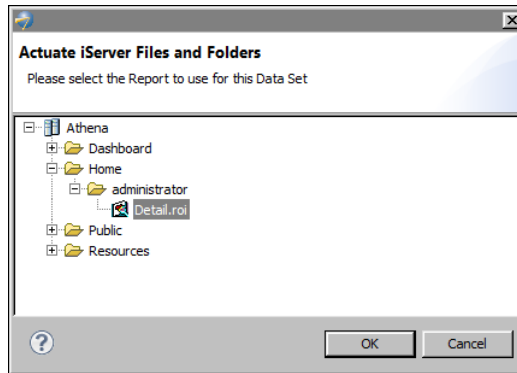 Actuate iServer Files and Folders
Please select the Report to use for this Data Set
Athena
Dashboard
Home
administrator
Detail.roi
Public
Resources
OK Cancel